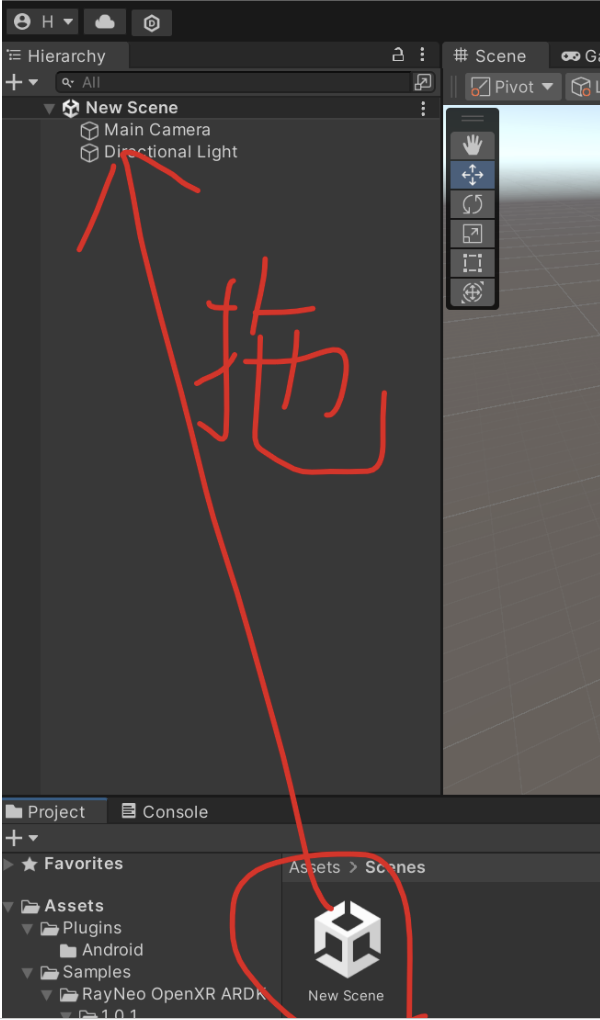 H
Hierarchy
All
New Scene
Main Camera
Directional Light
Scene
Ga
Pivot
L
拖
Project
Console
Favorites
Assets > Scenes
Assets
Plugins
Android
Samples
RayNeo OpenXR ARDK
1.0.1
New Scene